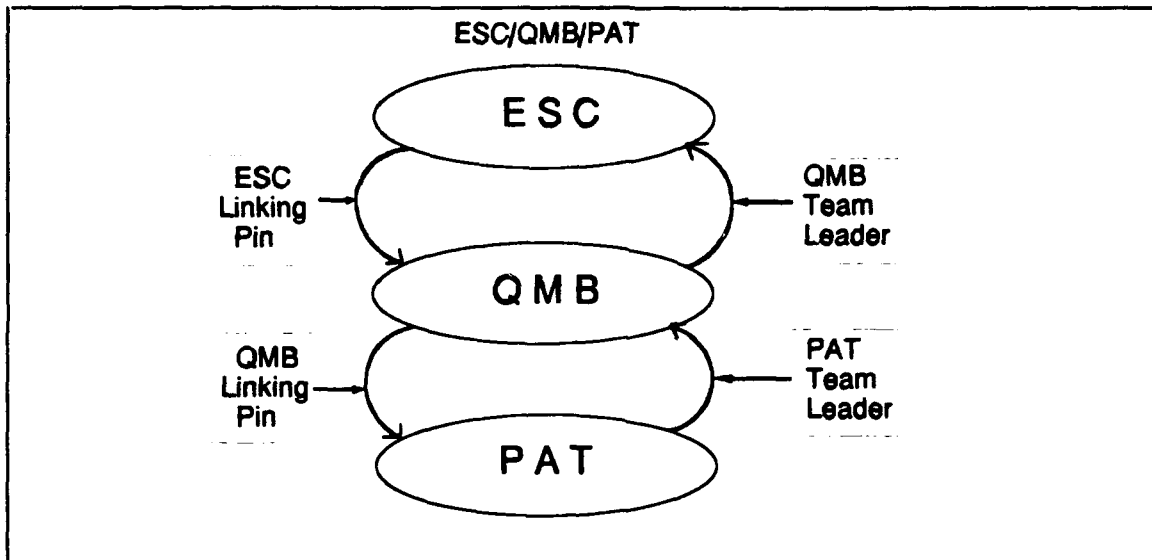 ESC/QMB/PAT
ESC
ESC
Linking
Pin
QMB
Team
Leader
QMB
QMB
Linking
Pin
PAT
Team
Leader
PAT